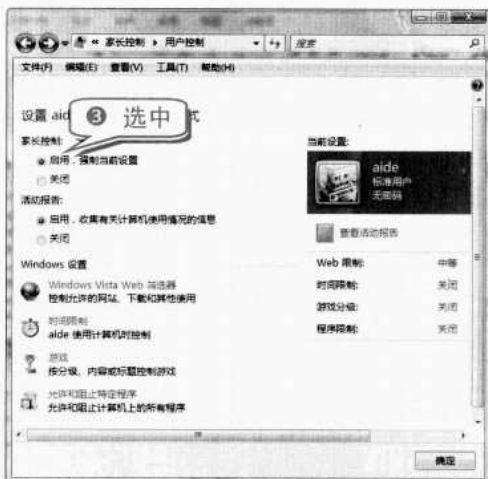 « 家长控制 ▸ 用户控制
搜索
文件(F) 编辑(E) 查看(V) 工具(T) 帮助(H)
设置 aid
式
❸ 选中
家长控制:
启用，强制当前设置
关闭
活动报告:
启用，收集有关计算机使用情况的信息
关闭
Windows 设置
Windows Vista Web 筛选器
控制允许的网站、下载和其他使用
时间限制
aide 使用计算机时控制
游戏
按分级、内容或标题控制游戏
允许和阻止特定程序
允许和阻止计算机上的所有程序
当前设置:
aide
标准用户
无密码
查看活动报告
Web 限制: 中等
时间限制: 关闭
游戏分级: 关闭
程序限制: 关闭
确定